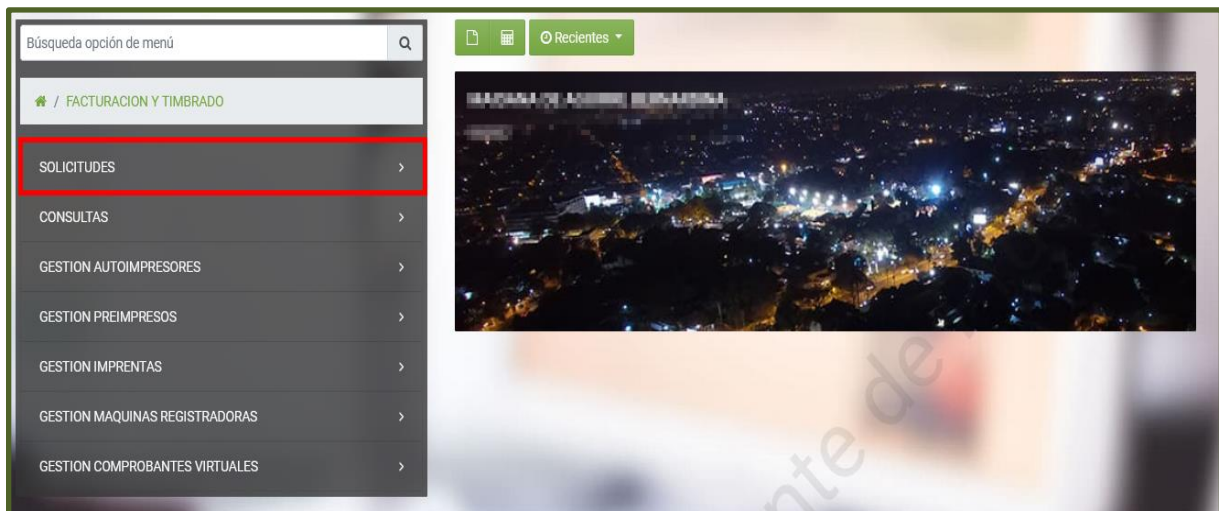 Búsqueda opción de menú
Recientes
/ FACTURACION Y TIMBRADO
SOLICITUDES
CONSULTAS
GESTION AUTOIMPRESORES
GESTION PREIMPRESOS
GESTION IMPRENTAS
GESTION MAQUINAS REGISTRADORAS
GESTION COMPROBANTES VIRTUALES